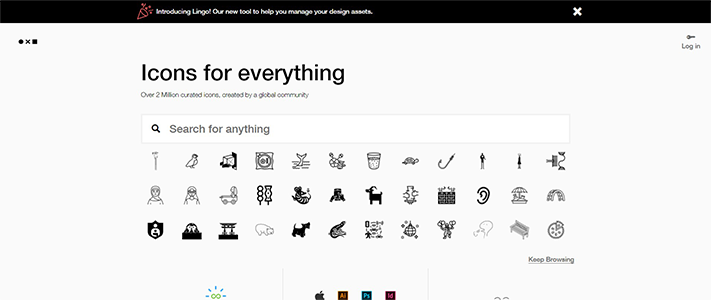 Introducing Lingo! Our new tool to help you manage your design assets.
Log in
Icons for everything
Over 2 Million curated icons, created by a global community
Search for anything
Keep Browsing
Ai
Ps
Id